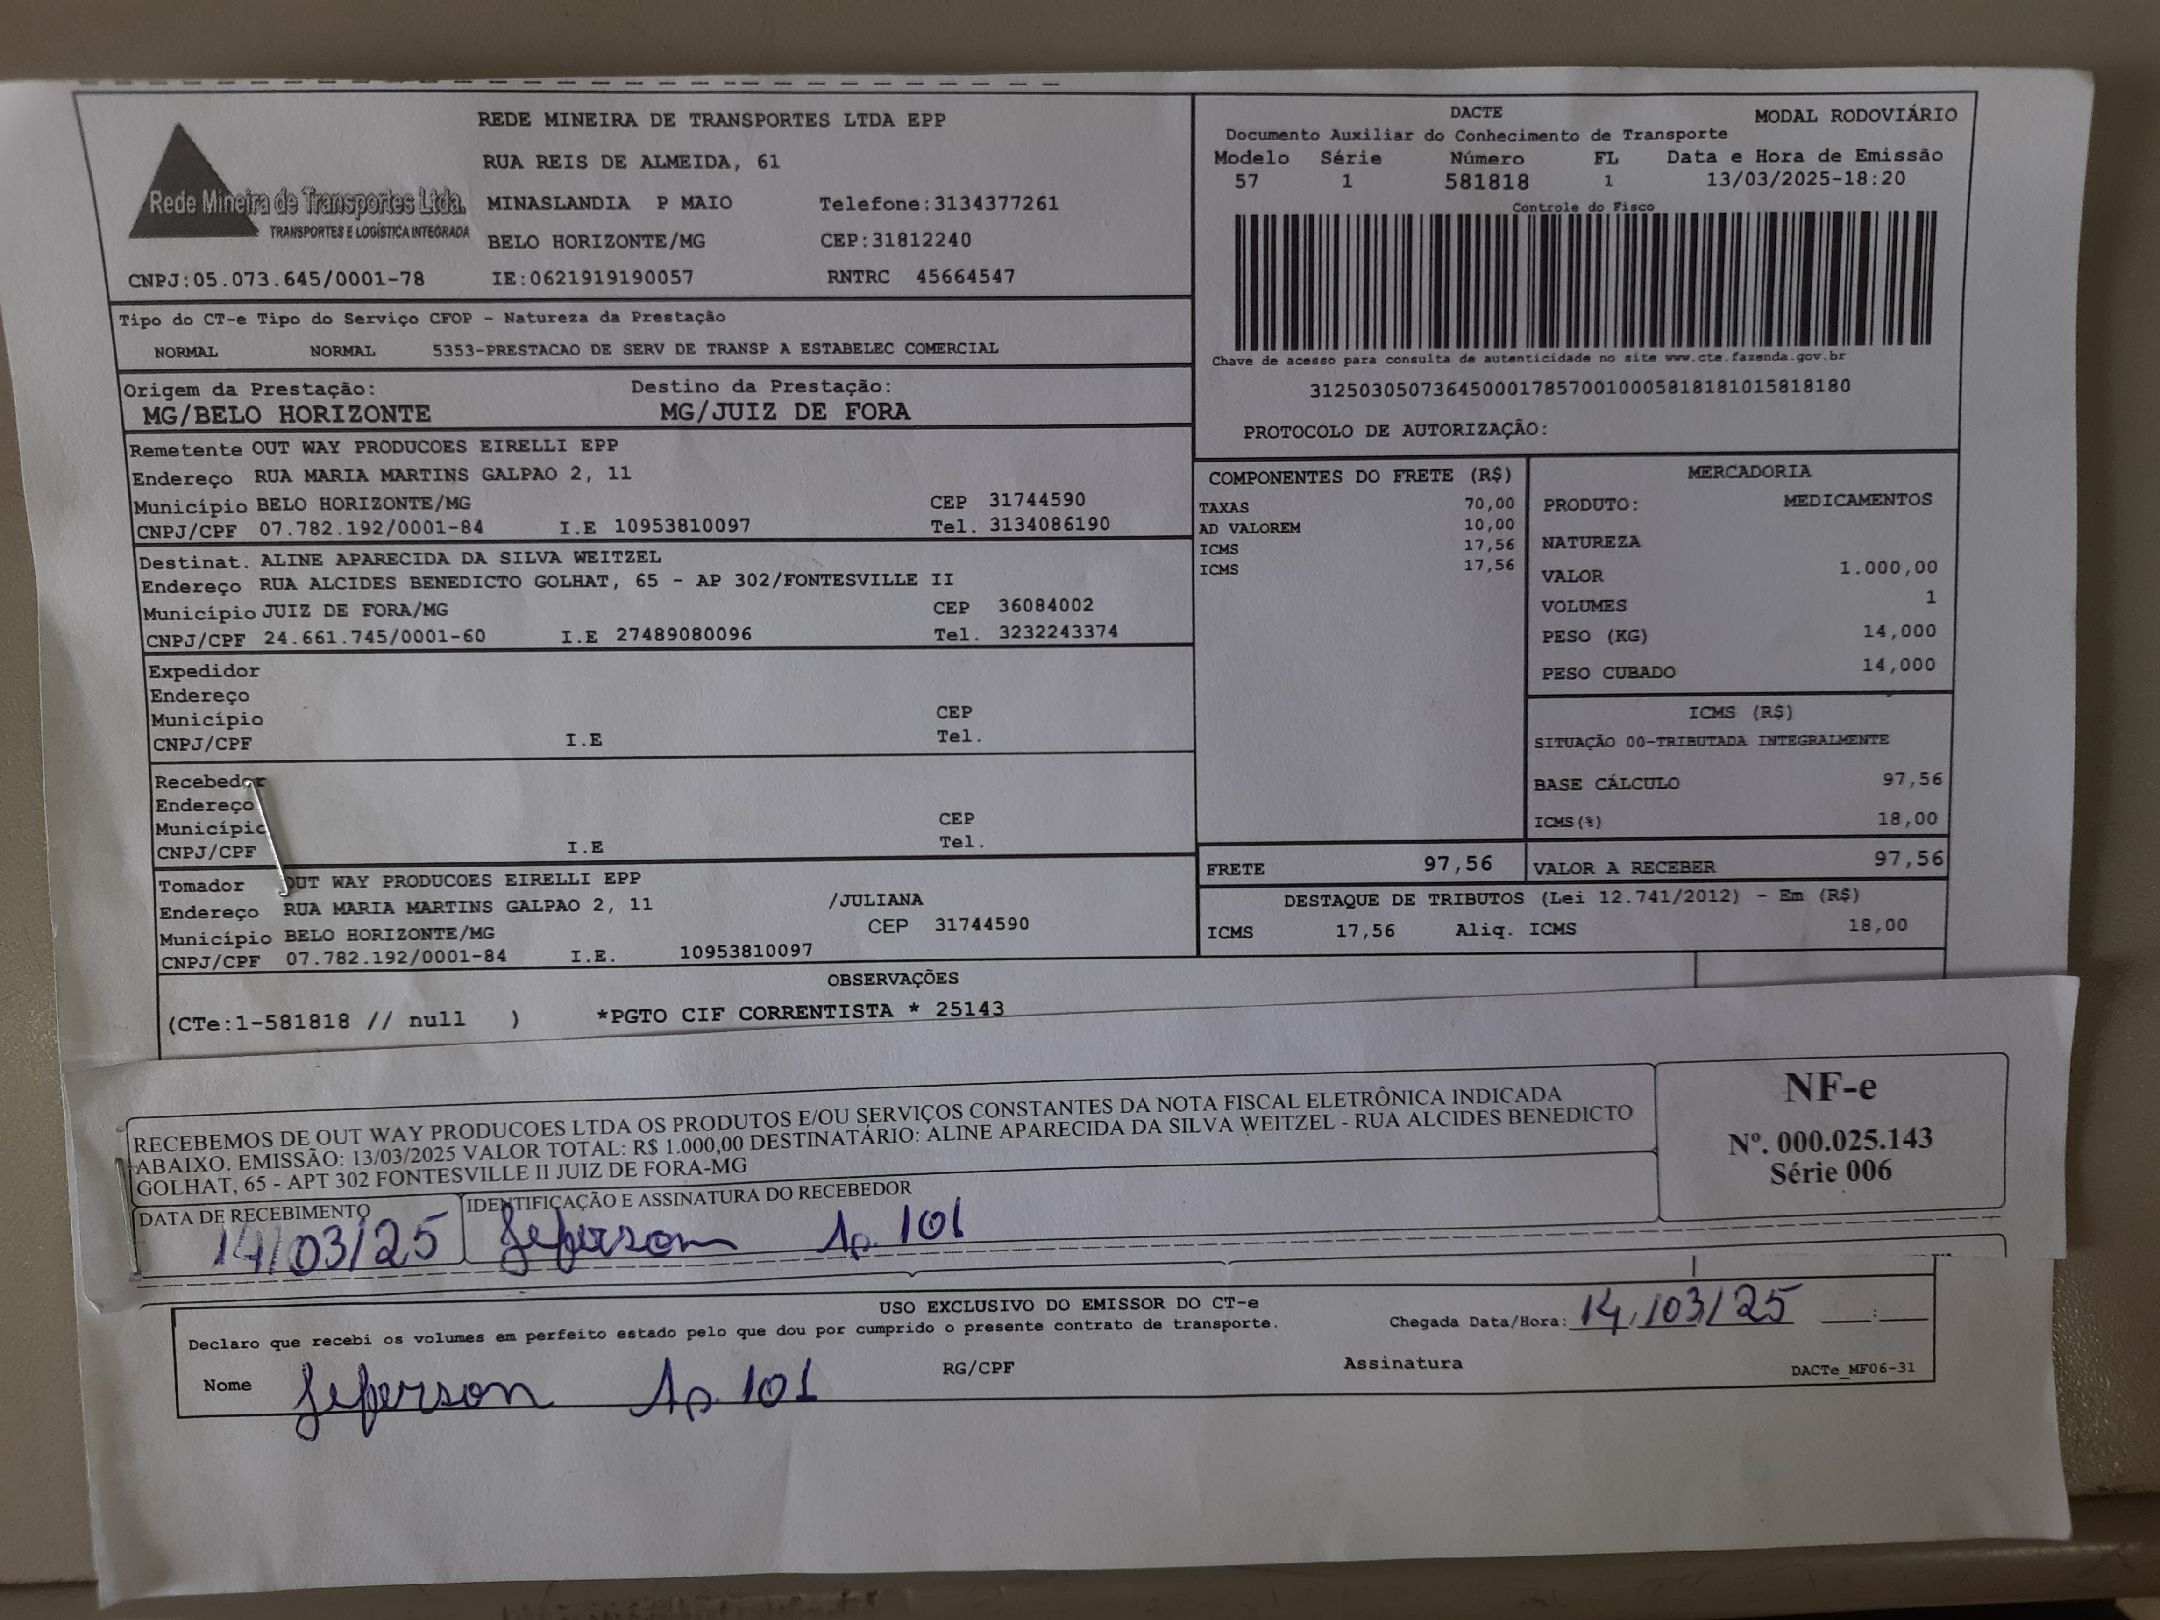 REDE MINEIRA DE TRANSPORTES LTDA EPP
RUA REIS DE ALMEIDA, 61
Rede Mineira de Transportes Ltda.
TRANSPORTES E LOGÍSTICA INTEGRADA
MINASLANDIA P MAIO Telefone:3134377261
BELO HORIZONTE/MG CEP:31812240
CNPJ:05.073.645/0001-78 IE:0621919190057 RNTRC 45664547
DACTE MODAL RODOVIÁRIO
Documento Auxiliar do Conhecimento de Transporte
Modelo Série Número FL Data e Hora de Emissão
57 1 581818 1 13/03/2025-18:20
Controle do Fisco
Chave de acesso para consulta de autenticidade no site www.cte.fazenda.gov.br
31250305073645000178570010005818181015818180
PROTOCOLO DE AUTORIZAÇÃO:
Tipo do CT-e Tipo do Serviço CFOP - Natureza da Prestação
NORMAL NORMAL 5353-PRESTACAO DE SERV DE TRANSP A ESTABELEC COMERCIAL
Origem da Prestação: Destino da Prestação:
MG/BELO HORIZONTE MG/JUIZ DE FORA
Remetente OUT WAY PRODUCOES EIRELLI EPP
Endereço RUA MARIA MARTINS GALPAO 2, 11
Município BELO HORIZONTE/MG CEP 31744590
CNPJ/CPF 07.782.192/0001-84 I.E 10953810097 Tel. 3134086190
Destinat. ALINE APARECIDA DA SILVA WEITZEL
Endereço RUA ALCIDES BENEDICTO GOLHAT, 65 - AP 302/FONTESVILLE II
Município JUIZ DE FORA/MG CEP 36084002
CNPJ/CPF 24.661.745/0001-60 I.E 27489080096 Tel. 3232243374
Expedidor
Endereço
Município CEP
CNPJ/CPF I.E Tel.
Recebedor
Endereço
Município CEP
CNPJ/CPF I.E Tel.
Tomador OUT WAY PRODUCOES EIRELLI EPP
Endereço RUA MARIA MARTINS GALPAO 2, 11 /JULIANA
Município BELO HORIZONTE/MG CEP 31744590
CNPJ/CPF 07.782.192/0001-84 I.E. 10953810097
COMPONENTES DO FRETE (R$)
TAXAS 70,00
AD VALOREM 10,00
ICMS 17,56
ICMS 17,56
MERCADORIA
PRODUTO: MEDICAMENTOS
NATUREZA
VALOR 1.000,00
VOLUMES 1
PESO (KG) 14,000
PESO CUBADO 14,000
ICMS (R$)
SITUAÇÃO 00-TRIBUTADA INTEGRALMENTE
BASE CÁLCULO 97,56
ICMS(%) 18,00
FRETE 97,56 VALOR A RECEBER 97,56
DESTAQUE DE TRIBUTOS (Lei 12.741/2012) - Em (R$)
ICMS 17,56 Aliq. ICMS 18,00
OBSERVAÇÕES
(CTe:1-581818 // null ) *PGTO CIF CORRENTISTA * 25143
RECEBEMOS DE OUT WAY PRODUCOES LTDA OS PRODUTOS E/OU SERVIÇOS CONSTANTES DA NOTA FISCAL ELETRÔNICA INDICADA
ABAIXO. EMISSÃO: 13/03/2025 VALOR TOTAL: R$ 1.000,00 DESTINATÁRIO: ALINE APARECIDA DA SILVA WEITZEL - RUA ALCIDES BENEDICTO
GOLHAT, 65 - APT 302 FONTESVILLE II JUIZ DE FORA-MG
NF-e
Nº. 000.025.143
Série 006
DATA DE RECEBIMENTO IDENTIFICAÇÃO E ASSINATURA DO RECEBEDOR
14/03/25 Jeferson Ap. 101
USO EXCLUSIVO DO EMISSOR DO CT-e
Declaro que recebi os volumes em perfeito estado pelo que dou por cumprido o presente contrato de transporte. Chegada Data/Hora: 14/03/25 :
Nome Jeferson Ap. 101 RG/CPF Assinatura DACTe_MF06-31